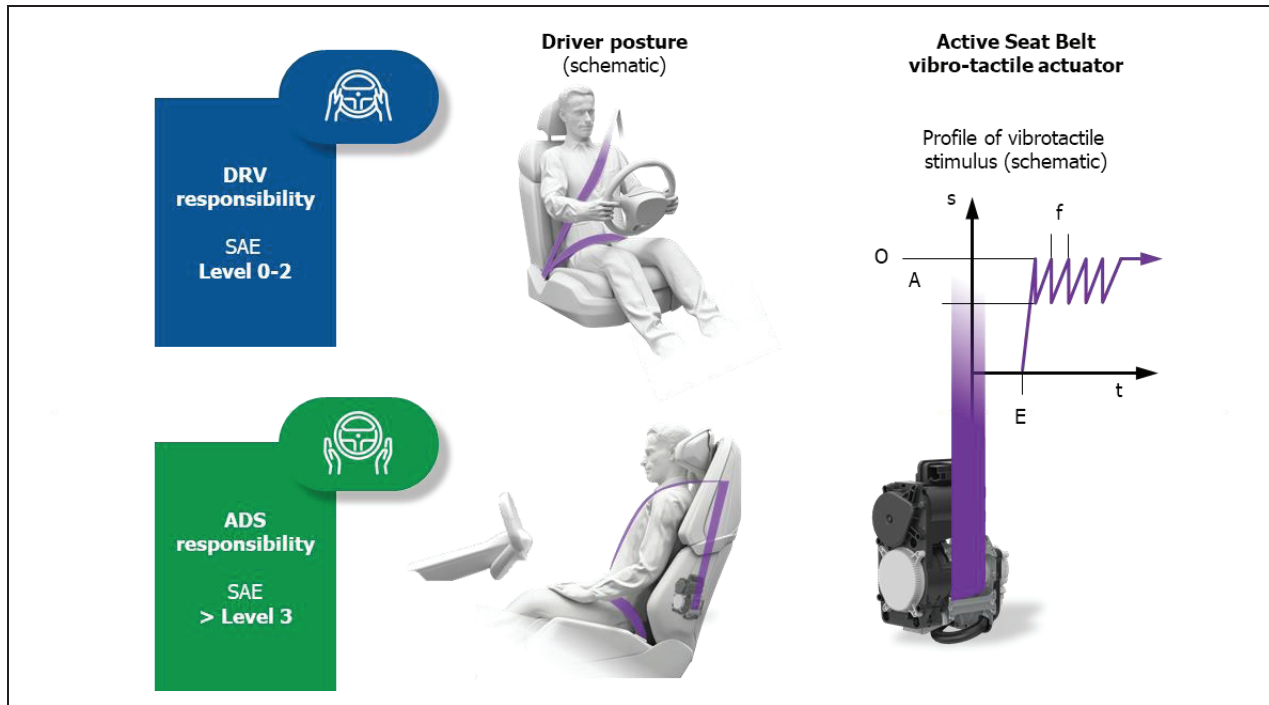 Driver posture
(schematic)
Active Seat Belt
vibro-tactile actuator
DRV
responsibility
SAE
Level 0-2
Profile of vibrotactile
stimulus (schematic)
s
f
O
A
t
E
ADS
responsibility
SAE
> Level 3